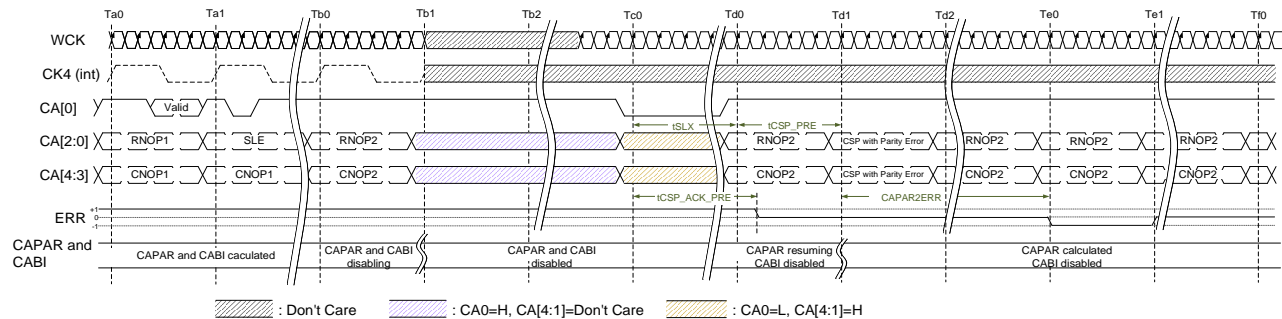 Ta0 Ta1 Tb0 Tb1 Tb2 Tc0 Td0 Td1 Td2 Te0 Te1 Tf0
WCK
CK4 (int)
CA[0] Valid
tSLX tCSP_PRE
CA[2:0] RNOP1 SLE RNOP2 RNOP2 CSP with Parity Error RNOP2 RNOP2 RNOP2
CA[4:3] CNOP1 CNOP1 CNOP2 CNOP2 CSP with Parity Error CNOP2 CNOP2 CNOP2
tCSP_ACK_PRE CAPAR2ERR
ERR +1
0
-1
CAPAR and CABI CAPAR and CABI caculated CAPAR and CABI disabling CAPAR and CABI disabled CAPAR resuming CABI disabled CAPAR calculated CABI disabled
: Don't Care : CA0=H, CA[4:1]=Don't Care : CA0=L, CA[4:1]=H